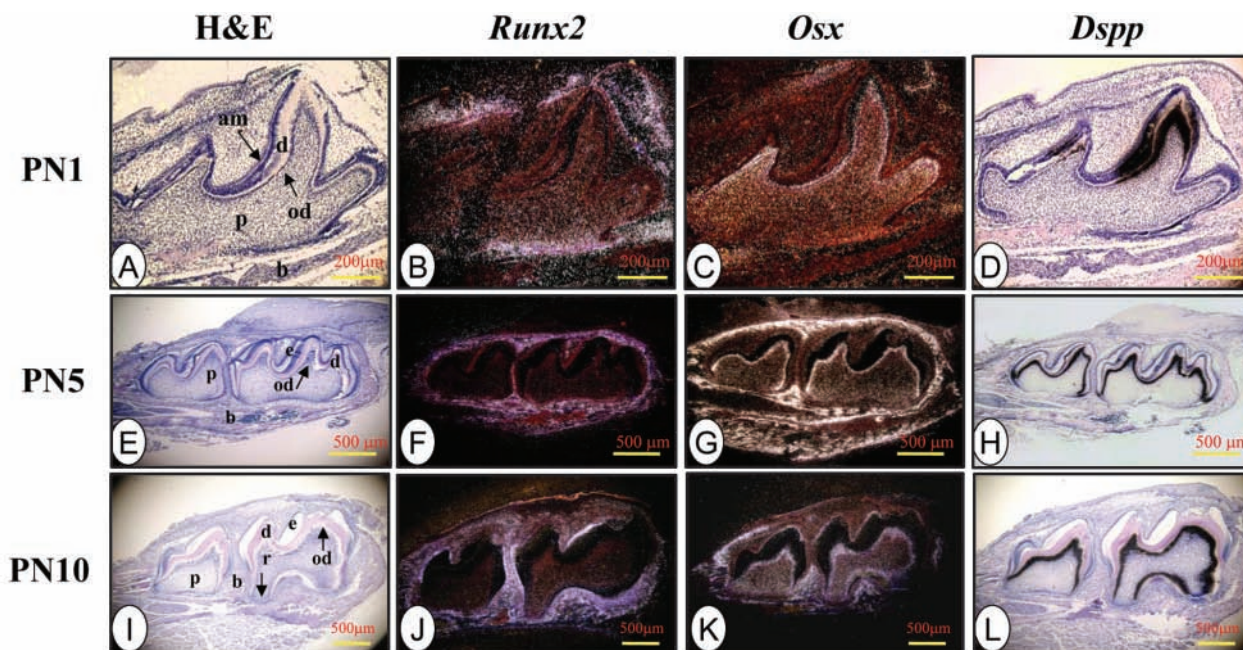 H&E Runx2 Osx Dspp
PN1
am
d
od
p
b
A 200μm
B 200μm
C 200μm
D 200μm
PN5
e
p
d
od
b
E 500 μm
F 500 μm
G 500 μm
H 500 μm
PN10
d
e
r
od
p
b
I 500μm
J 500μm
K 500μm
L 500μm